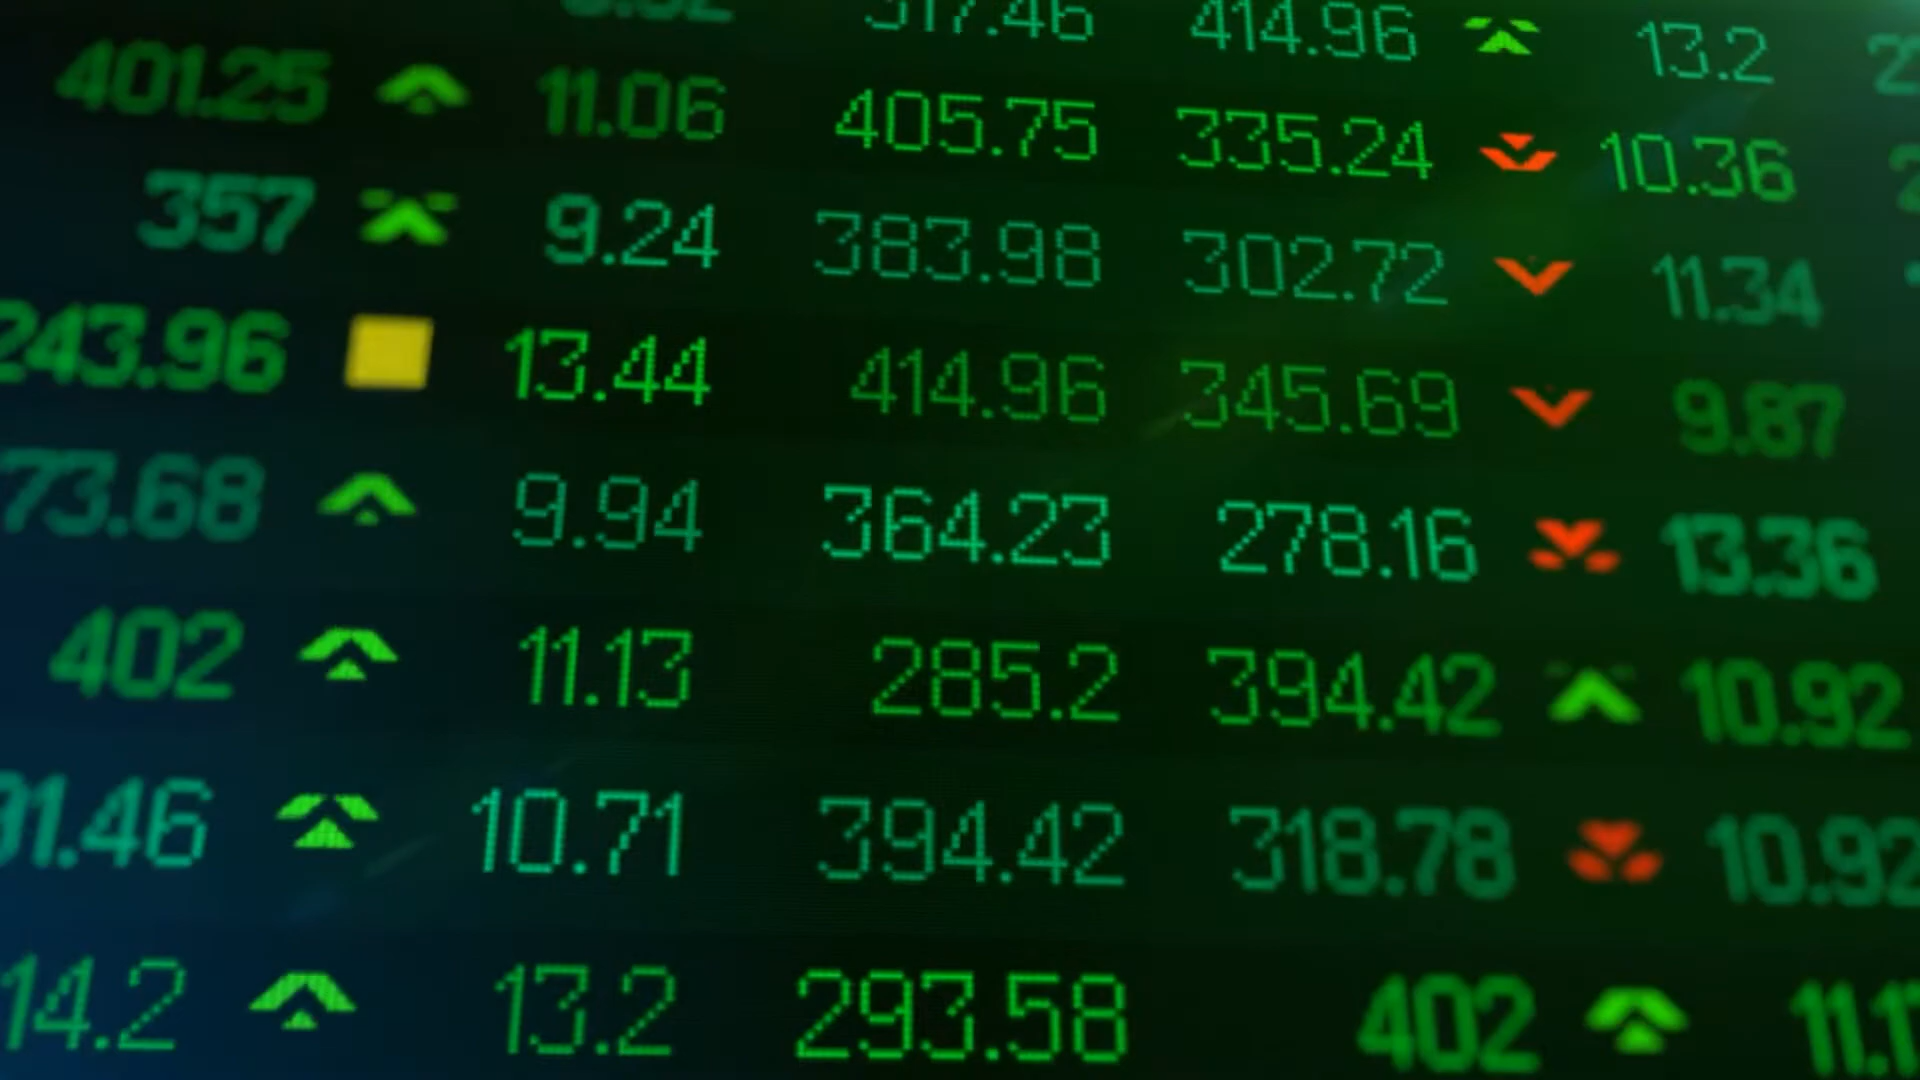 317.46 414.96 13.2
401.25 11.06 405.75 335.24 10.36
357 9.24 383.98 302.72 11.34
243.96 13.44 414.96 345.69 9.87
73.68 9.94 364.23 278.16 13.36
402 11.13 285.2 394.42 10.92
91.46 10.71 394.42 318.78 10.92
14.2 13.2 293.58 402 11.1